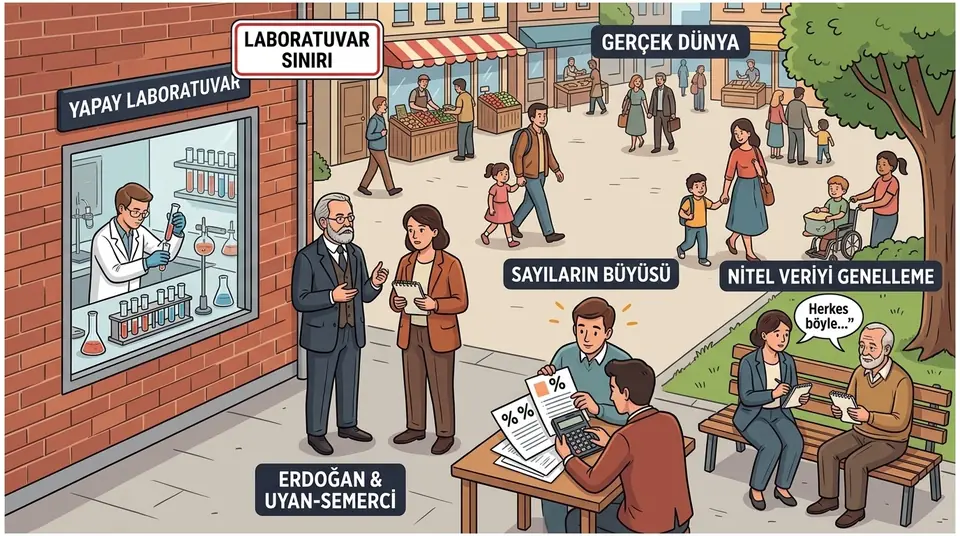 LABORATUVAR
SINIRI
GERÇEK DÜNYA
YAPAY LABORATUVAR
SAYILARIN BÜYÜSÜ
NİTEL VERİYİ GENELLEME
Herkes
böyle..."
%
%%
ERDOĞAN &
UYAN-SEMERCİ